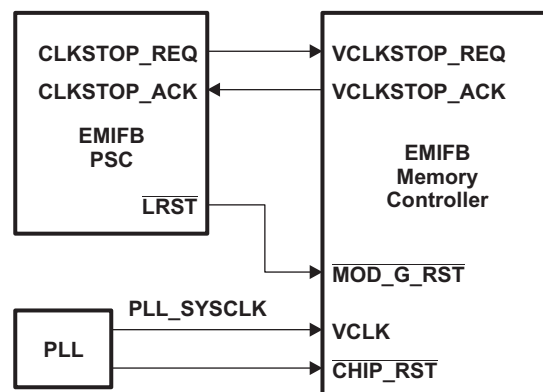 CLKSTOP_REQ
CLKSTOP_ACK
EMIFB
PSC
LRST
VCLKSTOP_REQ
VCLKSTOP_ACK
EMIFB
Memory
Controller
MOD_G_RST
PLL_SYSCLK
VCLK
PLL
CHIP_RST